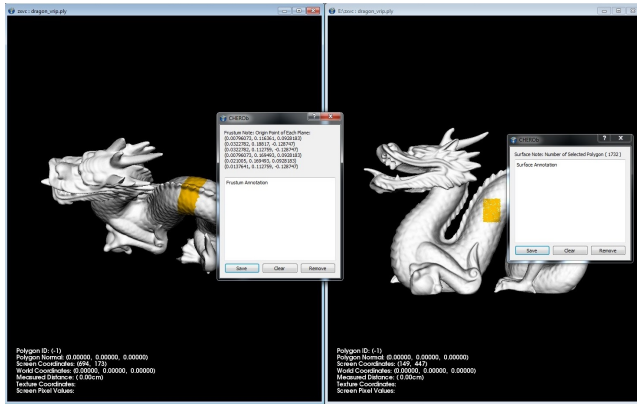 zsvc : dragon_vrip.ply
CHEROb
Frustum Note: Origin Point of Each Plane:
(0.00796073, 0.116361, 0.0928183)
(0.0322782, 0.18817, -0.128747)
(0.0322782, 0.112759, -0.128747)
(0.00796073, 0.169493, 0.0928183)
(0.021005, 0.169493, 0.0928183)
(0.0137641, 0.112759, -0.128747)
Frustum Annotation
Save Clear Remove
Polygon ID: (-1)
Polygon Normal: (0.00000, 0.00000, 0.00000)
Screen Coordinates: (694, 173)
World Coordinates: (0.00000, 0.00000, 0.00000)
Measured Distance: ( 0.00cm)
Texture Coordinates:
Screen Pixel Values:
dragon_vrip.ply
CHEROb
Surface Note: Number of Selected Polygon ( 1732 )
Surface Annotation
Save Clear Remove
Polygon ID: (-1)
Polygon Normal: (0.00000, 0.00000, 0.00000)
Screen Coordinates: (149, 447)
World Coordinates: (0.00000, 0.00000, 0.00000)
Measured Distance: ( 0.00cm)
Texture Coordinates:
Screen Pixel Values: